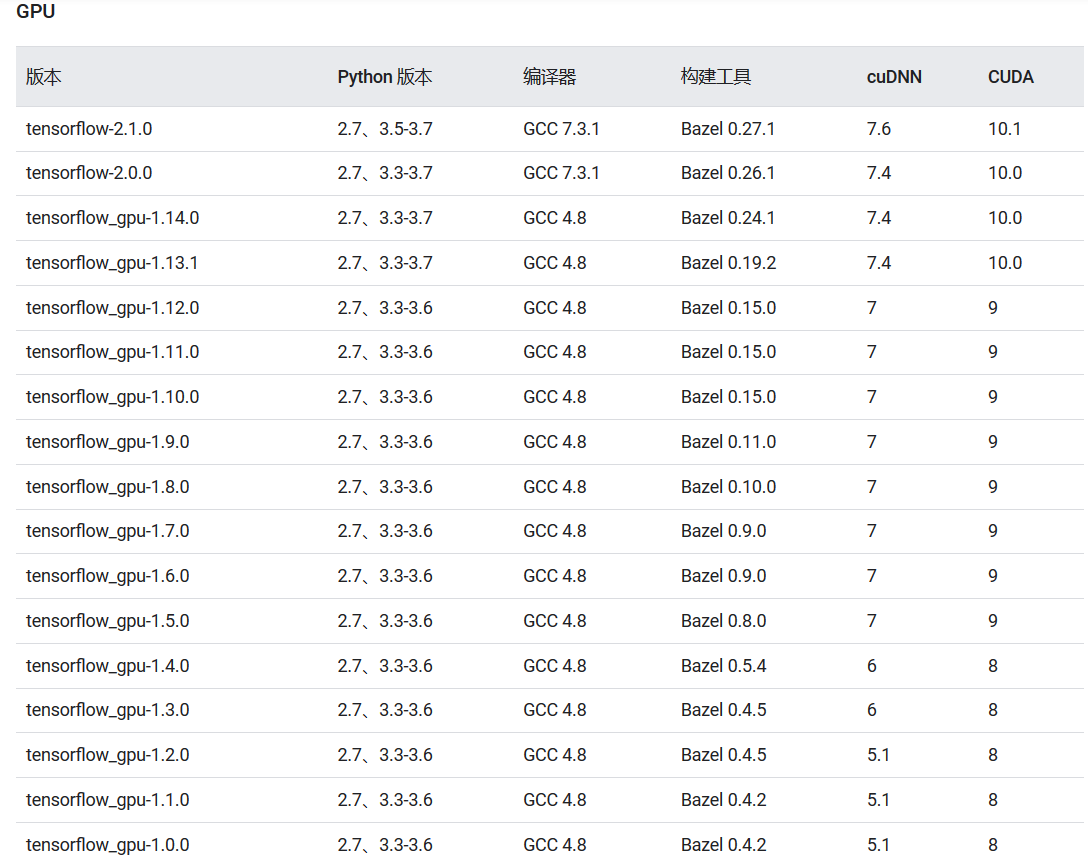 GPU
版本 Python 版本 编译器 构建工具 cuDNN CUDA
tensorflow-2.1.0 2.7、3.5-3.7 GCC 7.3.1 Bazel 0.27.1 7.6 10.1
tensorflow-2.0.0 2.7、3.3-3.7 GCC 7.3.1 Bazel 0.26.1 7.4 10.0
tensorflow_gpu-1.14.0 2.7、3.3-3.7 GCC 4.8 Bazel 0.24.1 7.4 10.0
tensorflow_gpu-1.13.1 2.7、3.3-3.7 GCC 4.8 Bazel 0.19.2 7.4 10.0
tensorflow_gpu-1.12.0 2.7、3.3-3.6 GCC 4.8 Bazel 0.15.0 7 9
tensorflow_gpu-1.11.0 2.7、3.3-3.6 GCC 4.8 Bazel 0.15.0 7 9
tensorflow_gpu-1.10.0 2.7、3.3-3.6 GCC 4.8 Bazel 0.15.0 7 9
tensorflow_gpu-1.9.0 2.7、3.3-3.6 GCC 4.8 Bazel 0.11.0 7 9
tensorflow_gpu-1.8.0 2.7、3.3-3.6 GCC 4.8 Bazel 0.10.0 7 9
tensorflow_gpu-1.7.0 2.7、3.3-3.6 GCC 4.8 Bazel 0.9.0 7 9
tensorflow_gpu-1.6.0 2.7、3.3-3.6 GCC 4.8 Bazel 0.9.0 7 9
tensorflow_gpu-1.5.0 2.7、3.3-3.6 GCC 4.8 Bazel 0.8.0 7 9
tensorflow_gpu-1.4.0 2.7、3.3-3.6 GCC 4.8 Bazel 0.5.4 6 8
tensorflow_gpu-1.3.0 2.7、3.3-3.6 GCC 4.8 Bazel 0.4.5 6 8
tensorflow_gpu-1.2.0 2.7、3.3-3.6 GCC 4.8 Bazel 0.4.5 5.1 8
tensorflow_gpu-1.1.0 2.7、3.3-3.6 GCC 4.8 Bazel 0.4.2 5.1 8
tensorflow_gpu-1.0.0 2.7、3.3-3.6 GCC 4.8 Bazel 0.4.2 5.1 8